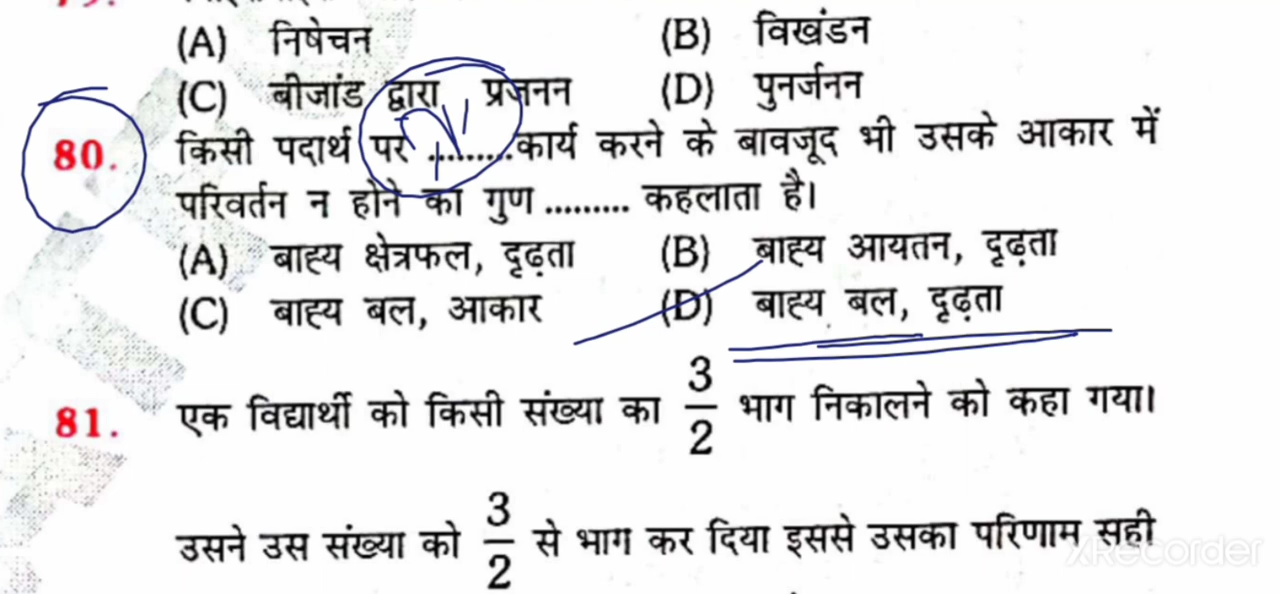 (A) निषेचन (B) विखंडन
(C) बीजांड द्वारा प्रजनन (D) पुनर्जनन
80. किसी पदार्थ पर .........कार्य करने के बावजूद भी उसके आकार में
परिवर्तन न होने का गुण ......... कहलाता है।
(A) बाह्य क्षेत्रफल, दृढ़ता (B) बाह्य आयतन, दृढ़ता
(C) बाह्य बल, आकार (D) बाह्य बल, दृढ़ता
81. एक विद्यार्थी को किसी संख्या का 3/2 भाग निकालने को कहा गया।
उसने उस संख्या को 3/2 से भाग कर दिया इससे उसका परिणाम सही
XRecorder